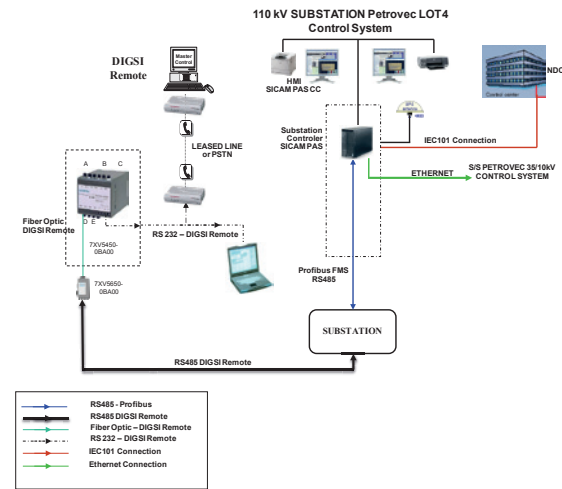 110 kV SUBSTATION Petrovec LOT4
Control System
DIGSI
Remote
Master
Control
HMI
SICAM PAS CC
NDC
Control center
LEASED LINE
or PSTN
Substation
Controler
SICAM PAS
IEC101 Connection
ETHERNET
S/S PETROVEC 35/10kV
CONTROL SYSTEM
A B C
D E
Fiber Optic
DIGSI Remote
7XV5450-
0BA00
RS 232 – DIGSI Remote
7XV5650-
0BA00
Profibus FMS
RS485
SUBSTATION
RS485 DIGSI Remote
RS485 - Profibus
RS485 DIGSI Remote
Fiber Optic – DIGSI Remote
RS 232 – DIGSI Remote
IEC101 Connection
Ethernet Connection